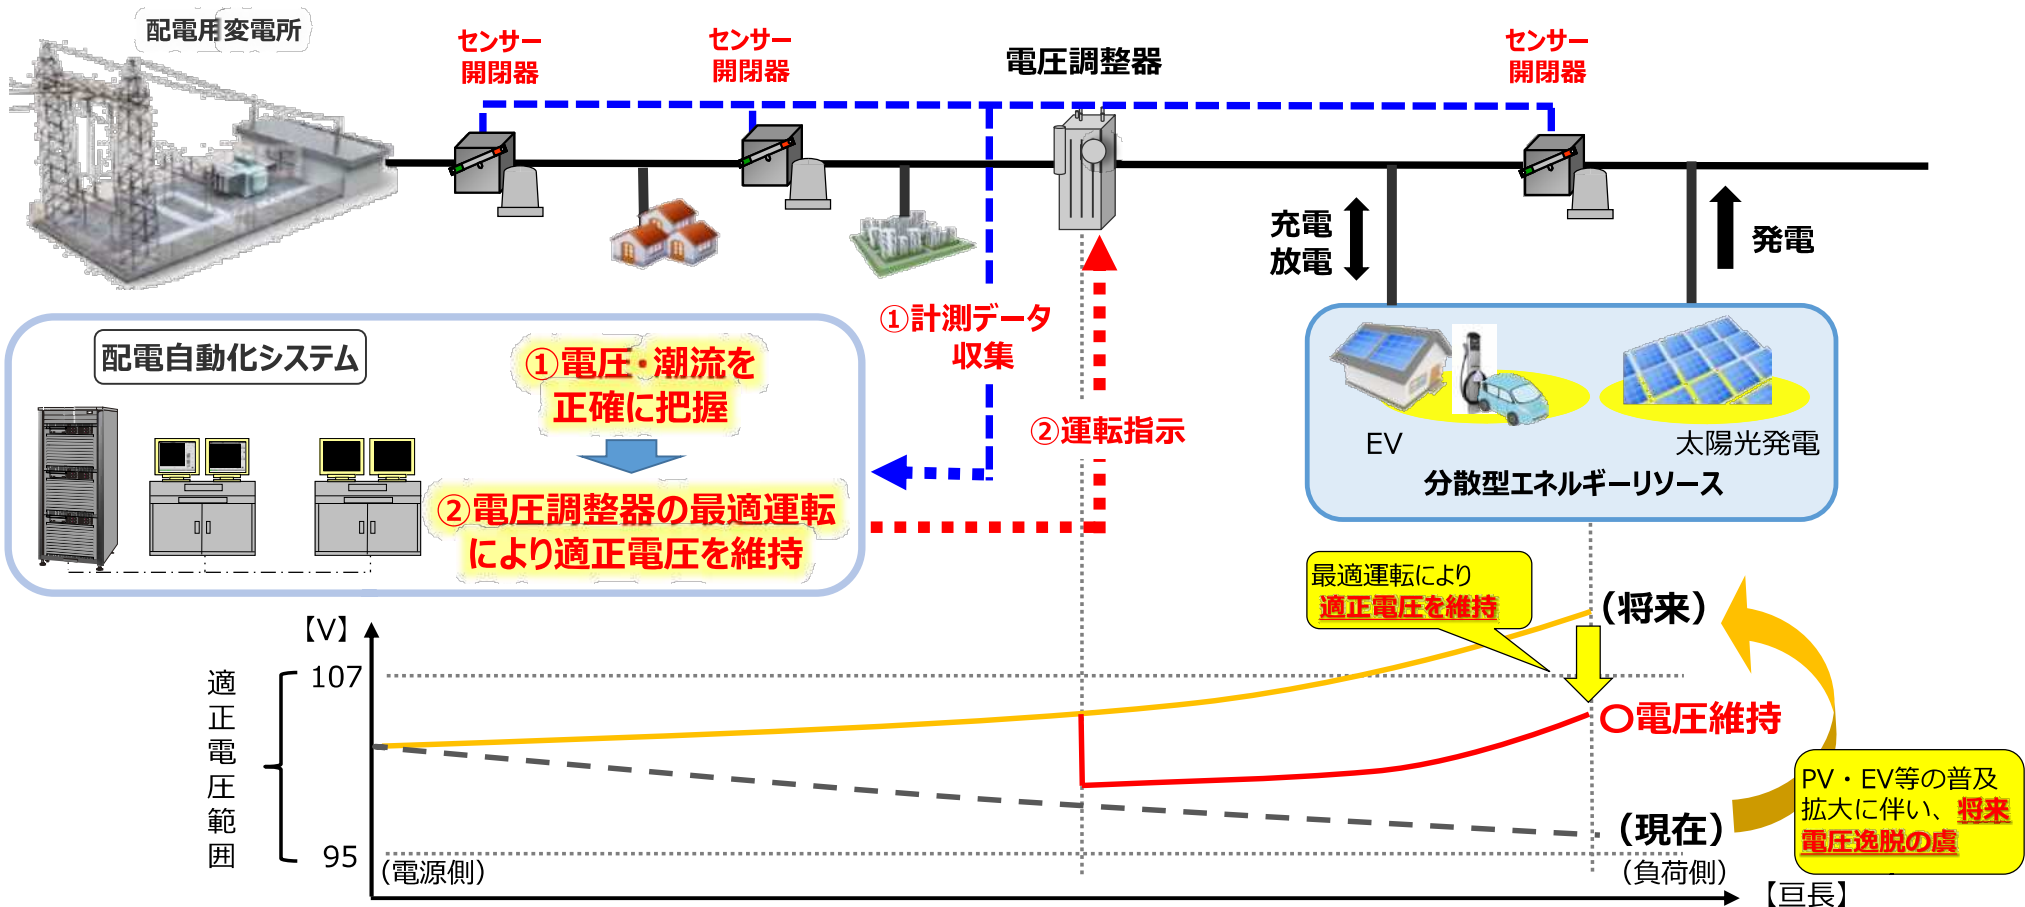 配電用変電所
センサー
開閉器
センサー
開閉器
電圧調整器
センサー
開閉器
充電
放電
発電
①計測データ
収集
②運転指示
配電自動化システム
①電圧・潮流を
正確に把握
②電圧調整器の最適運転
により適正電圧を維持
EV
太陽光発電
分散型エネルギーリソース
最適運転により
適正電圧を維持
（将来）
【V】
107
適正電圧範囲
95
〇電圧維持
（現在）
PV・EV等の普及
拡大に伴い、将来
電圧逸脱の虞
（電源側）
（負荷側）
【亘長】